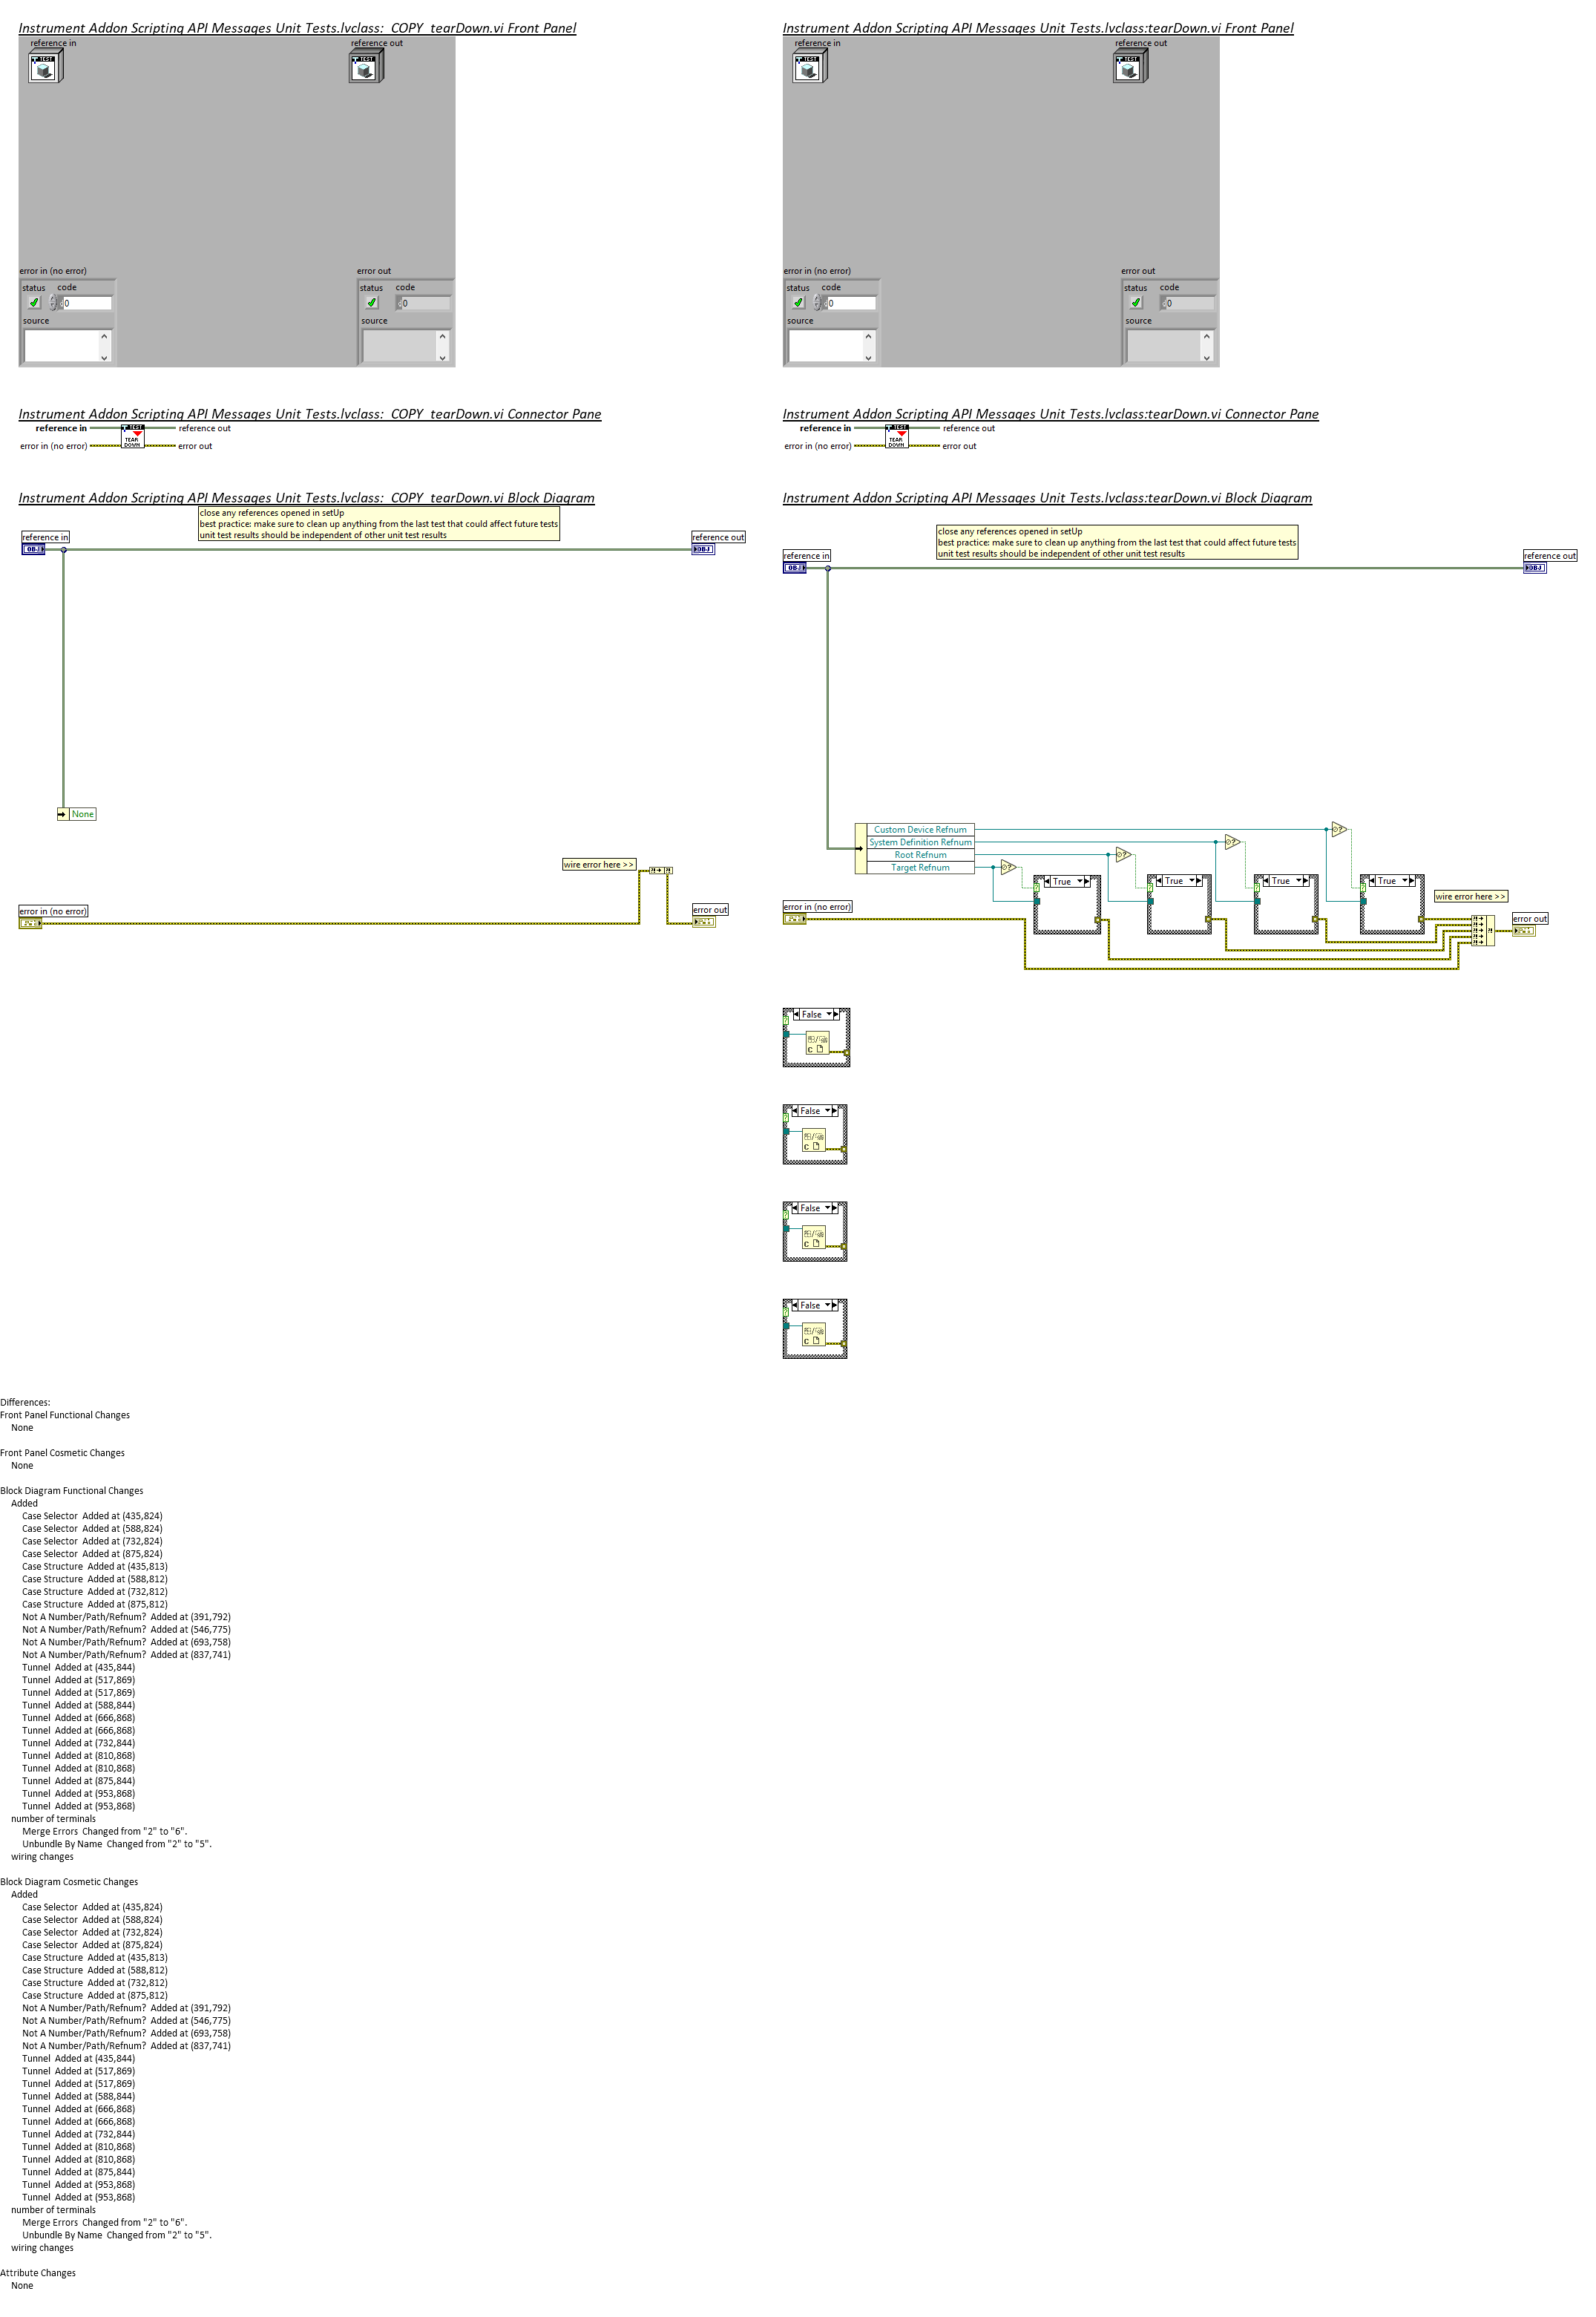 Instrument Addon Scripting API Messages Unit Tests.lvclass:_COPY_tearDown.vi Front Panel
reference in
reference out
error in (no error)
status
code
0
source
error out
status
code
0
source
Instrument Addon Scripting API Messages Unit Tests.lvclass:_COPY_tearDown.vi Connector Pane
reference in
reference out
error in (no error)
error out
TEST
TEAR
DOWN
Instrument Addon Scripting API Messages Unit Tests.lvclass:_COPY_tearDown.vi Block Diagram
close any references opened in setUp
best practice: make sure to clean up anything from the last test that could affect future tests
unit test results should be independent of other unit test results
reference in
OBJ
reference out
OBJ
None
wire error here >>
error in (no error)
error out
Instrument Addon Scripting API Messages Unit Tests.lvclass:tearDown.vi Front Panel
reference in
reference out
error in (no error)
status
code
0
source
error out
status
code
0
source
Instrument Addon Scripting API Messages Unit Tests.lvclass:tearDown.vi Connector Pane
reference in
reference out
error in (no error)
error out
TEST
TEAR
DOWN
Instrument Addon Scripting API Messages Unit Tests.lvclass:tearDown.vi Block Diagram
close any references opened in setUp
best practice: make sure to clean up anything from the last test that could affect future tests
unit test results should be independent of other unit test results
reference in
OBJ
reference out
OBJ
Custom Device Refnum
System Definition Refnum
Root Refnum
Target Refnum
True
True
True
True
wire error here >>
error in (no error)
error out
False
False
False
False
Differences:
Front Panel Functional Changes
None
Front Panel Cosmetic Changes
None
Block Diagram Functional Changes
Added
Case Selector  Added at (435,824)
Case Selector  Added at (588,824)
Case Selector  Added at (732,824)
Case Selector  Added at (875,824)
Case Structure  Added at (435,813)
Case Structure  Added at (588,812)
Case Structure  Added at (732,812)
Case Structure  Added at (875,812)
Not A Number/Path/Refnum?  Added at (391,792)
Not A Number/Path/Refnum?  Added at (546,775)
Not A Number/Path/Refnum?  Added at (693,758)
Not A Number/Path/Refnum?  Added at (837,741)
Tunnel  Added at (435,844)
Tunnel  Added at (517,869)
Tunnel  Added at (517,869)
Tunnel  Added at (588,844)
Tunnel  Added at (666,868)
Tunnel  Added at (666,868)
Tunnel  Added at (732,844)
Tunnel  Added at (810,868)
Tunnel  Added at (810,868)
Tunnel  Added at (875,844)
Tunnel  Added at (953,868)
Tunnel  Added at (953,868)
number of terminals
Merge Errors  Changed from "2" to "6".
Unbundle By Name  Changed from "2" to "5".
wiring changes
Block Diagram Cosmetic Changes
Added
Case Selector  Added at (435,824)
Case Selector  Added at (588,824)
Case Selector  Added at (732,824)
Case Selector  Added at (875,824)
Case Structure  Added at (435,813)
Case Structure  Added at (588,812)
Case Structure  Added at (732,812)
Case Structure  Added at (875,812)
Not A Number/Path/Refnum?  Added at (391,792)
Not A Number/Path/Refnum?  Added at (546,775)
Not A Number/Path/Refnum?  Added at (693,758)
Not A Number/Path/Refnum?  Added at (837,741)
Tunnel  Added at (435,844)
Tunnel  Added at (517,869)
Tunnel  Added at (517,869)
Tunnel  Added at (588,844)
Tunnel  Added at (666,868)
Tunnel  Added at (666,868)
Tunnel  Added at (732,844)
Tunnel  Added at (810,868)
Tunnel  Added at (810,868)
Tunnel  Added at (875,844)
Tunnel  Added at (953,868)
Tunnel  Added at (953,868)
number of terminals
Merge Errors  Changed from "2" to "6".
Unbundle By Name  Changed from "2" to "5".
wiring changes
Attribute Changes
None